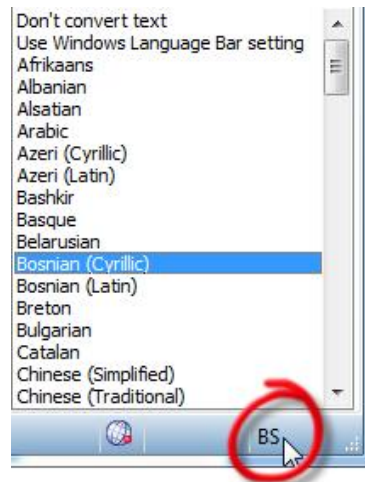 Don't convert text
Use Windows Language Bar setting
Afrikaans
Albanian
Alsatian
Arabic
Azeri (Cyrillic)
Azeri (Latin)
Bashkir
Basque
Belarusian
Bosnian (Cyrillic)
Bosnian (Latin)
Breton
Bulgarian
Catalan
Chinese (Simplified)
Chinese (Traditional)
BS